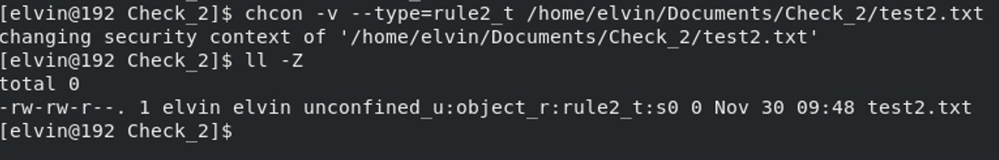 [elvin@192 Check_2]$ chcon -v --type=rule2_t /home/elvin/Documents/Check_2/test2.txt
changing security context of '/home/elvin/Documents/Check_2/test2.txt'
[elvin@192 Check_2]$ ll -Z
total 0
-rw-rw-r--. 1 elvin elvin unconfined_u:object_r:rule2_t:s0 0 Nov 30 09:48 test2.txt
[elvin@192 Check_2]$